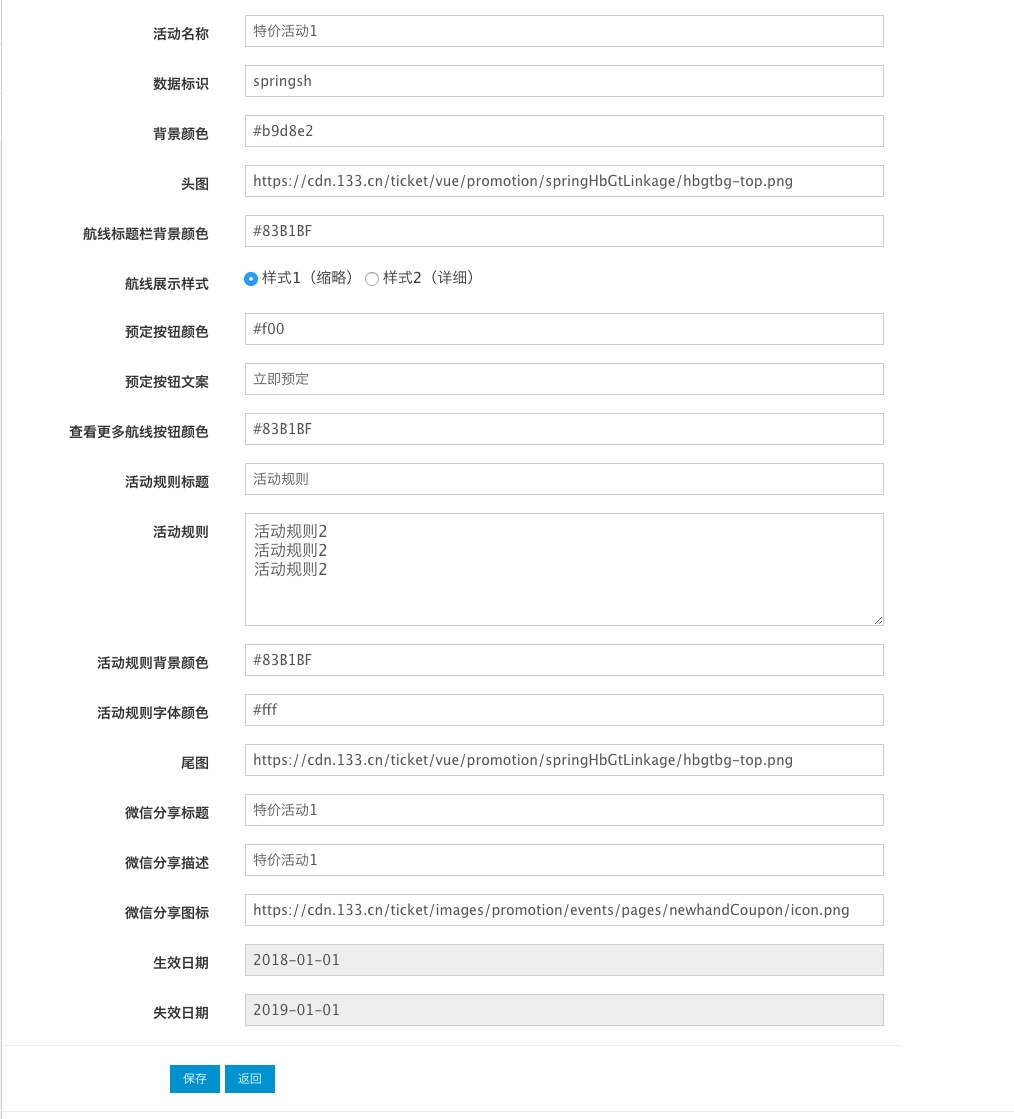 活动名称 特价活动1
数据标识 springsh
背景颜色 #b9d8e2
头图 https://cdn.133.cn/ticket/vue/promotion/springHbGtLinkage/hbgtbg-top.png
航线标题栏背景颜色 #83B1BF
航线展示样式 样式1（缩略） 样式2（详细）
预定按钮颜色 #f00
预定按钮文案 立即预定
查看更多航线按钮颜色 #83B1BF
活动规则标题 活动规则
活动规则 活动规则2
活动规则2
活动规则2
活动规则背景颜色 #83B1BF
活动规则字体颜色 #fff
尾图 https://cdn.133.cn/ticket/vue/promotion/springHbGtLinkage/hbgtbg-top.png
微信分享标题 特价活动1
微信分享描述 特价活动1
微信分享图标 https://cdn.133.cn/ticket/images/promotion/events/pages/newhandCoupon/icon.png
生效日期 2018-01-01
失效日期 2019-01-01
保存 返回